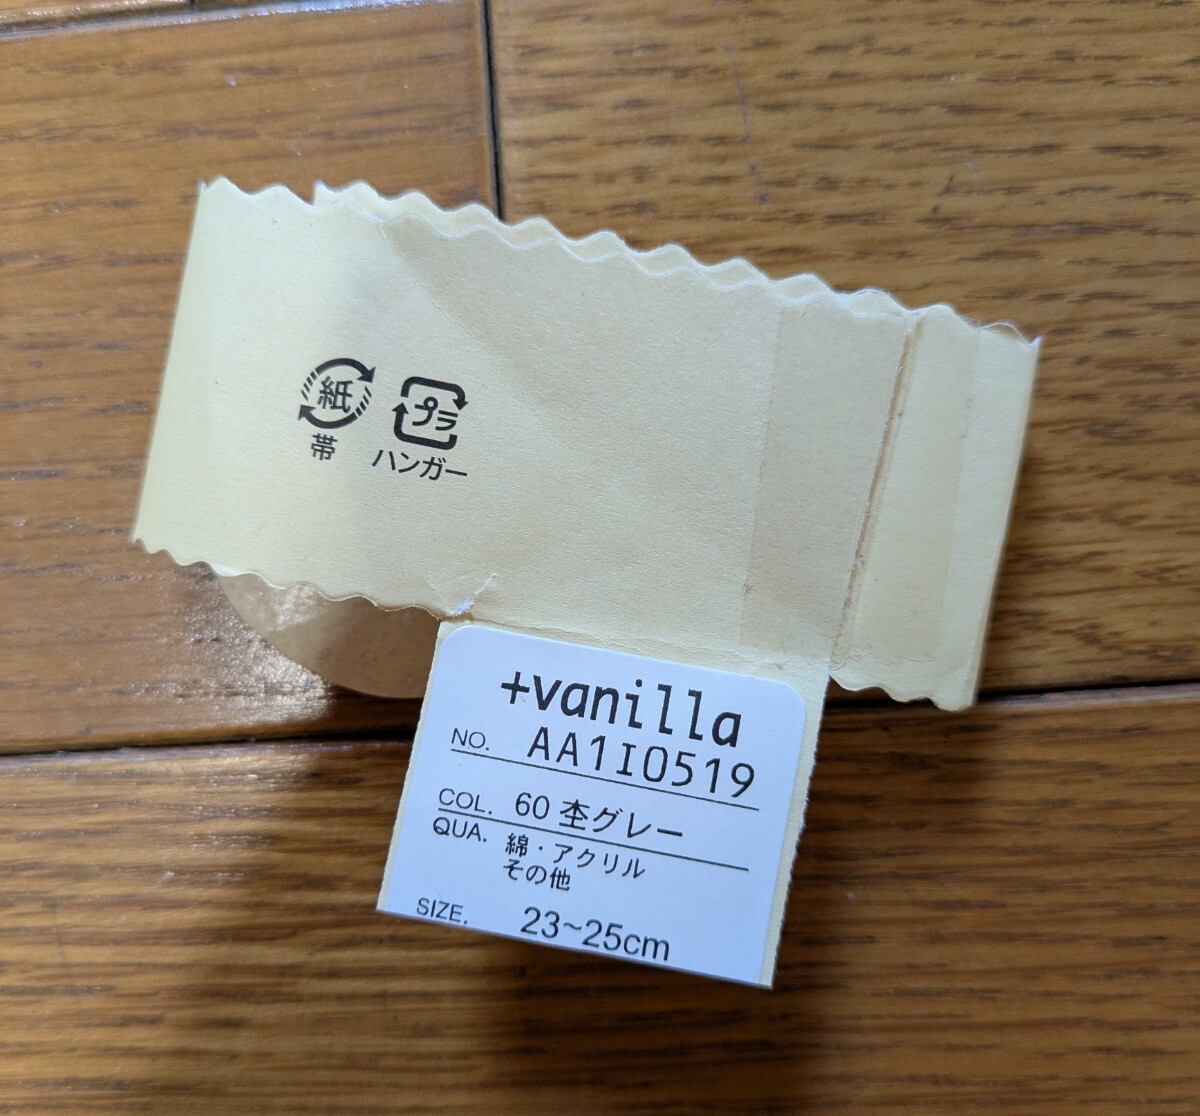 紙
帯
プラ
ハンガー
+vanilla
NO. AA1I0519
COL. 60 杢グレー
QUA. 綿・アクリル
その他
SIZE. 23~25cm